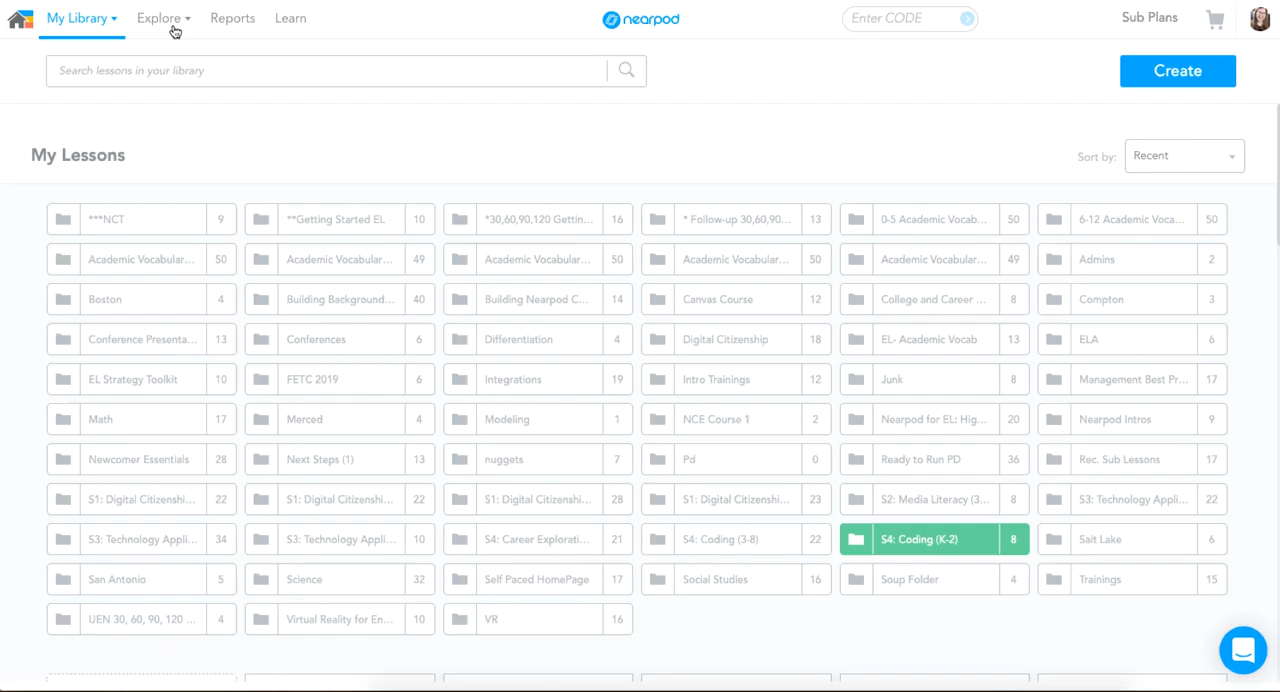 My Library Explore Reports Learn nearpod Enter CODE Sub Plans
Search lessons in your library Create
My Lessons Sort by: Recent
***NCT 9 **Getting Started EL 10 *30,60,90,120 Gettin... 16 * Follow-up 30,60,90... 13 0-5 Academic Vocab... 50 6-12 Academic Voca... 50
Academic Vocabular... 50 Academic Vocabular... 49 Academic Vocabular... 50 Academic Vocabular... 50 Academic Vocabular... 49 Admins 2
Boston 4 Building Background... 40 Building Nearpod C... 14 Canvas Course 12 College and Career ... 8 Compton 3
Conference Presenta... 13 Conferences 6 Differentiation 4 Digital Citizenship 18 EL- Academic Vocab 13 ELA 6
EL Strategy Toolkit 10 FETC 2019 6 Integrations 19 Intro Trainings 12 Junk 8 Management Best Pr... 17
Math 17 Merced 4 Modeling 1 NCE Course 1 2 Nearpod for EL: Hig... 20 Nearpod Intros 9
Newcomer Essentials 28 Next Steps (1) 13 nuggets 7 Pd 0 Ready to Run PD 36 Rec. Sub Lessons 17
S1: Digital Citizenshi... 22 S1: Digital Citizenshi... 22 S1: Digital Citizenshi... 28 S1: Digital Citizenshi... 23 S2: Media Literacy (3... 8 S3: Technology Appli... 22
S3: Technology Appli... 34 S3: Technology Appli... 10 S4: Career Explorati... 21 S4: Coding (3-8) 22 S4: Coding (K-2) 8 Salt Lake 6
San Antonio 5 Science 32 Self Paced HomePage 17 Social Studies 16 Soup Folder 4 Trainings 15
UEN 30, 60, 90, 120 ... 4 Virtual Reality for En... 10 VR 16